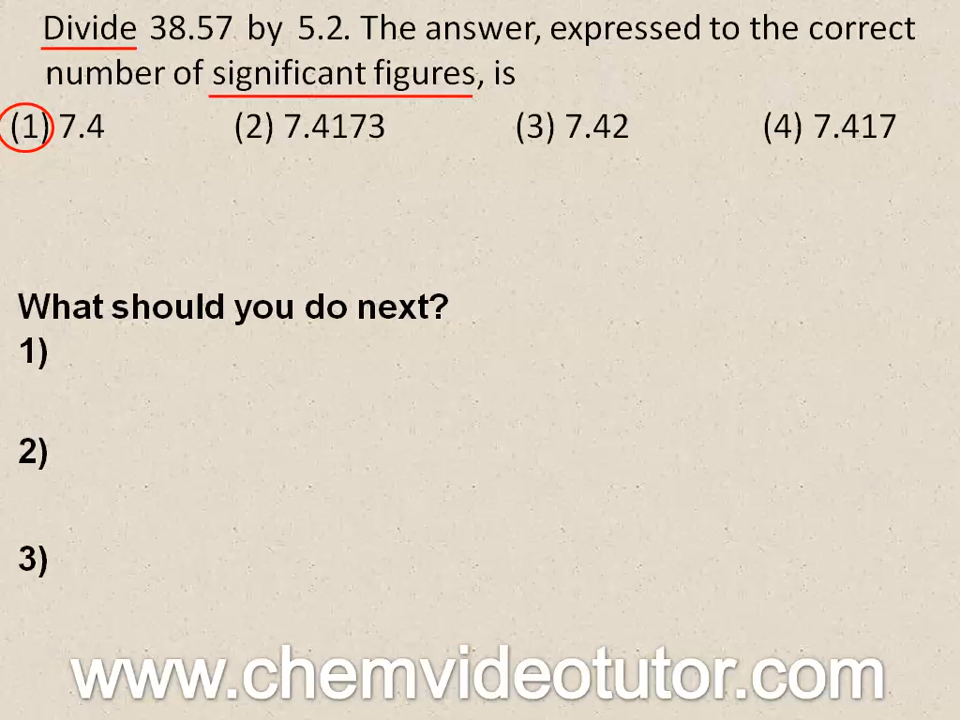 Divide 38.57 by 5.2. The answer, expressed to the correct
number of significant figures, is
(1) 7.4 (2) 7.4173 (3) 7.42 (4) 7.417
What should you do next?
1)
2)
3)
www.chemvideotutor.com